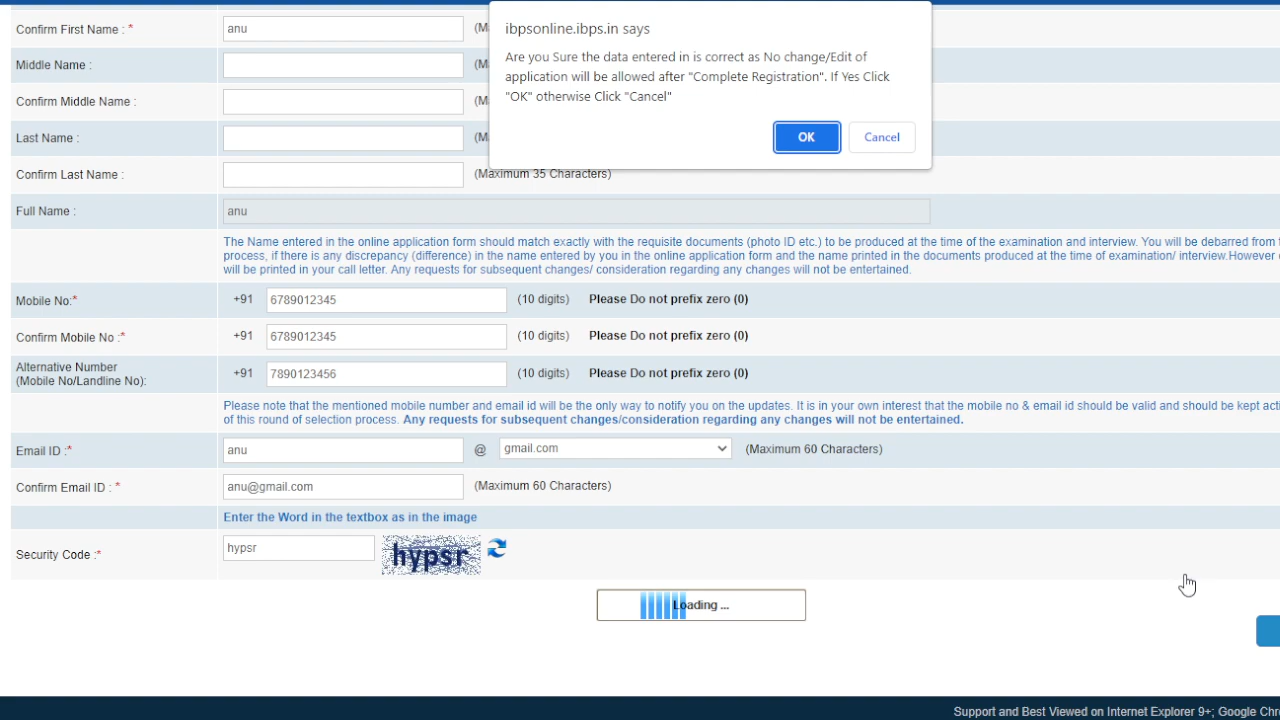 ibpsonline.ibps.in says
Are you Sure the data entered in is correct as No change/Edit of
application will be allowed after "Complete Registration". If Yes Click
"OK" otherwise Click "Cancel"
OK Cancel
Confirm First Name : * anu
Middle Name :
Confirm Middle Name :
Last Name :
Confirm Last Name : (Maximum 35 Characters)
Full Name : anu
The Name entered in the online application form should match exactly with the requisite documents (photo ID etc.) to be produced at the time of the examination and interview. You will be debarred from
process, if there is any discrepancy (difference) in the name entered by you in the online application form and the name printed in the documents produced at the time of examination/ interview.However
will be printed in your call letter. Any requests for subsequent changes/ consideration regarding any changes will not be entertained.
Mobile No:* +91 6789012345 (10 digits) Please Do not prefix zero (0)
Confirm Mobile No :* +91 6789012345 (10 digits) Please Do not prefix zero (0)
Alternative Number
(Mobile No/Landline No): +91 7890123456 (10 digits) Please Do not prefix zero (0)
Please note that the mentioned mobile number and email id will be the only way to notify you on the updates. It is in your own interest that the mobile no & email id should be valid and should be kept acti
of this round of selection process. Any requests for subsequent changes/consideration regarding any changes will not be entertained.
Email ID :* anu @ gmail.com (Maximum 60 Characters)
Confirm Email ID : * anu@gmail.com (Maximum 60 Characters)
Enter the Word in the textbox as in the image
Security Code :* hypsr hypsr
Loading ...
Support and Best Viewed on Internet Explorer 9+; Google Chr